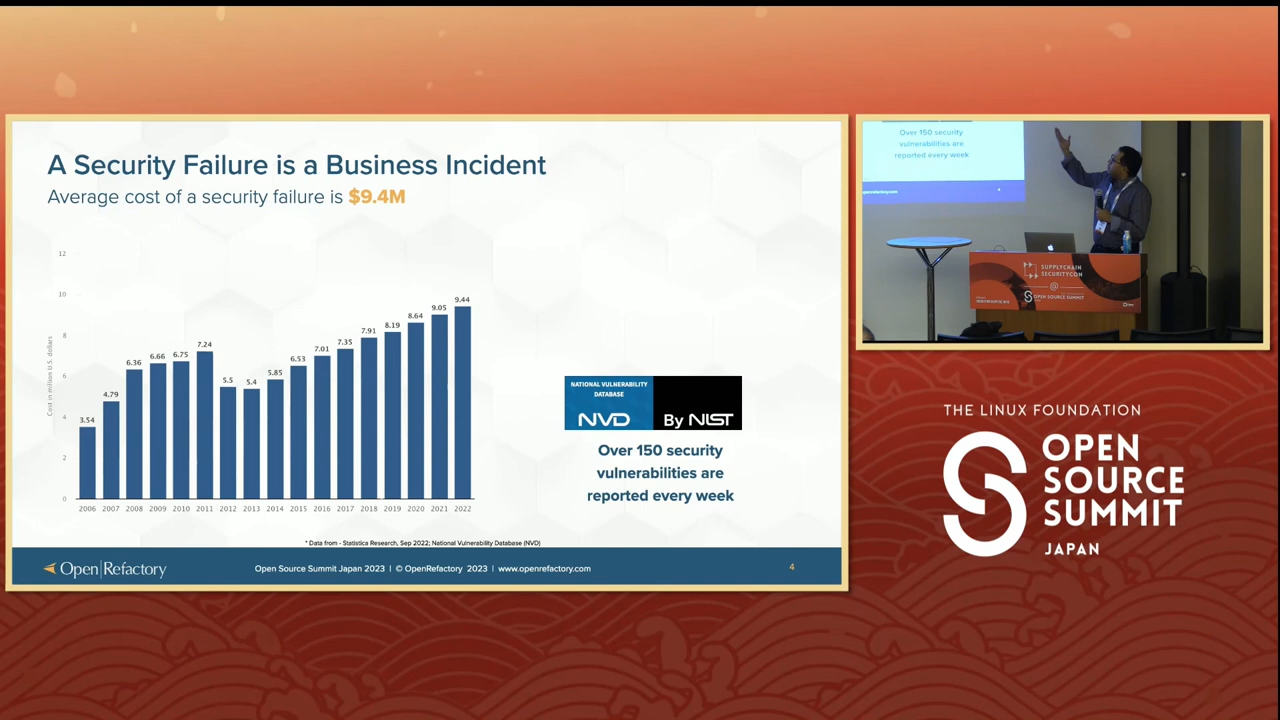 A Security Failure is a Business Incident
Average cost of a security failure is $9.4M
Cost in million U.S. dollars
12
10
8
6
4
2
0
3.54
4.79
6.36
6.66
6.75
7.24
5.5
5.4
5.85
6.53
7.01
7.35
7.91
8.19
8.64
9.05
9.44
2006 2007 2008 2009 2010 2011 2012 2013 2014 2015 2016 2017 2018 2019 2020 2021 2022
NATIONAL VULNERABILITY
DATABASE
NVD By NIST
Over 150 security
vulnerabilities are
reported every week
* Data from - Statistica Research, Sep 2022; National Vulnerability Database (NVD)
Open|Refactory
Open Source Summit Japan 2023 | © OpenRefactory 2023 | www.openrefactory.com
4
Over 150 security
vulnerabilities are
reported every week
openrefactory.com
4
SUPPLYCHAIN
SECURITYCON
@
OPEN SOURCE SUMMIT
THE LINUX FOUNDATION
OPEN
SOURCE
SUMMIT
JAPAN